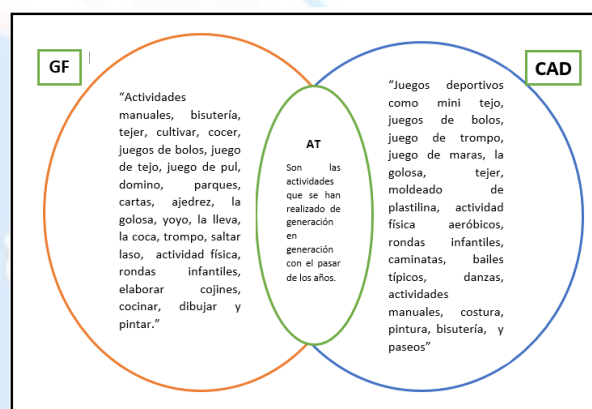 GF
CAD
“Actividades
manuales, bisutería,
tejer, cultivar, cocer,
juegos de bolos, juego
de tejo, juego de pul,
domino, parques,
cartas, ajedrez, la
golosa, yoyo, la lleva,
la coca, trompo, saltar
laso, actividad física,
rondas infantiles,
elaborar cojines,
cocinar, dibujar y
pintar.”
AT
Son las
actividades
que se han
realizado de
generación
en
generación
con el pasar
de los años.
“Juegos deportivos
como mini tejo,
juegos de bolos,
juego de trompo,
juego de maras, la
golosa, tejer,
moldeado de
plastilina, actividad
física aeróbicos,
rondas infantiles,
caminatas, bailes
típicos, danzas,
actividades
manuales, costura,
pintura, bisutería, y
paseos”